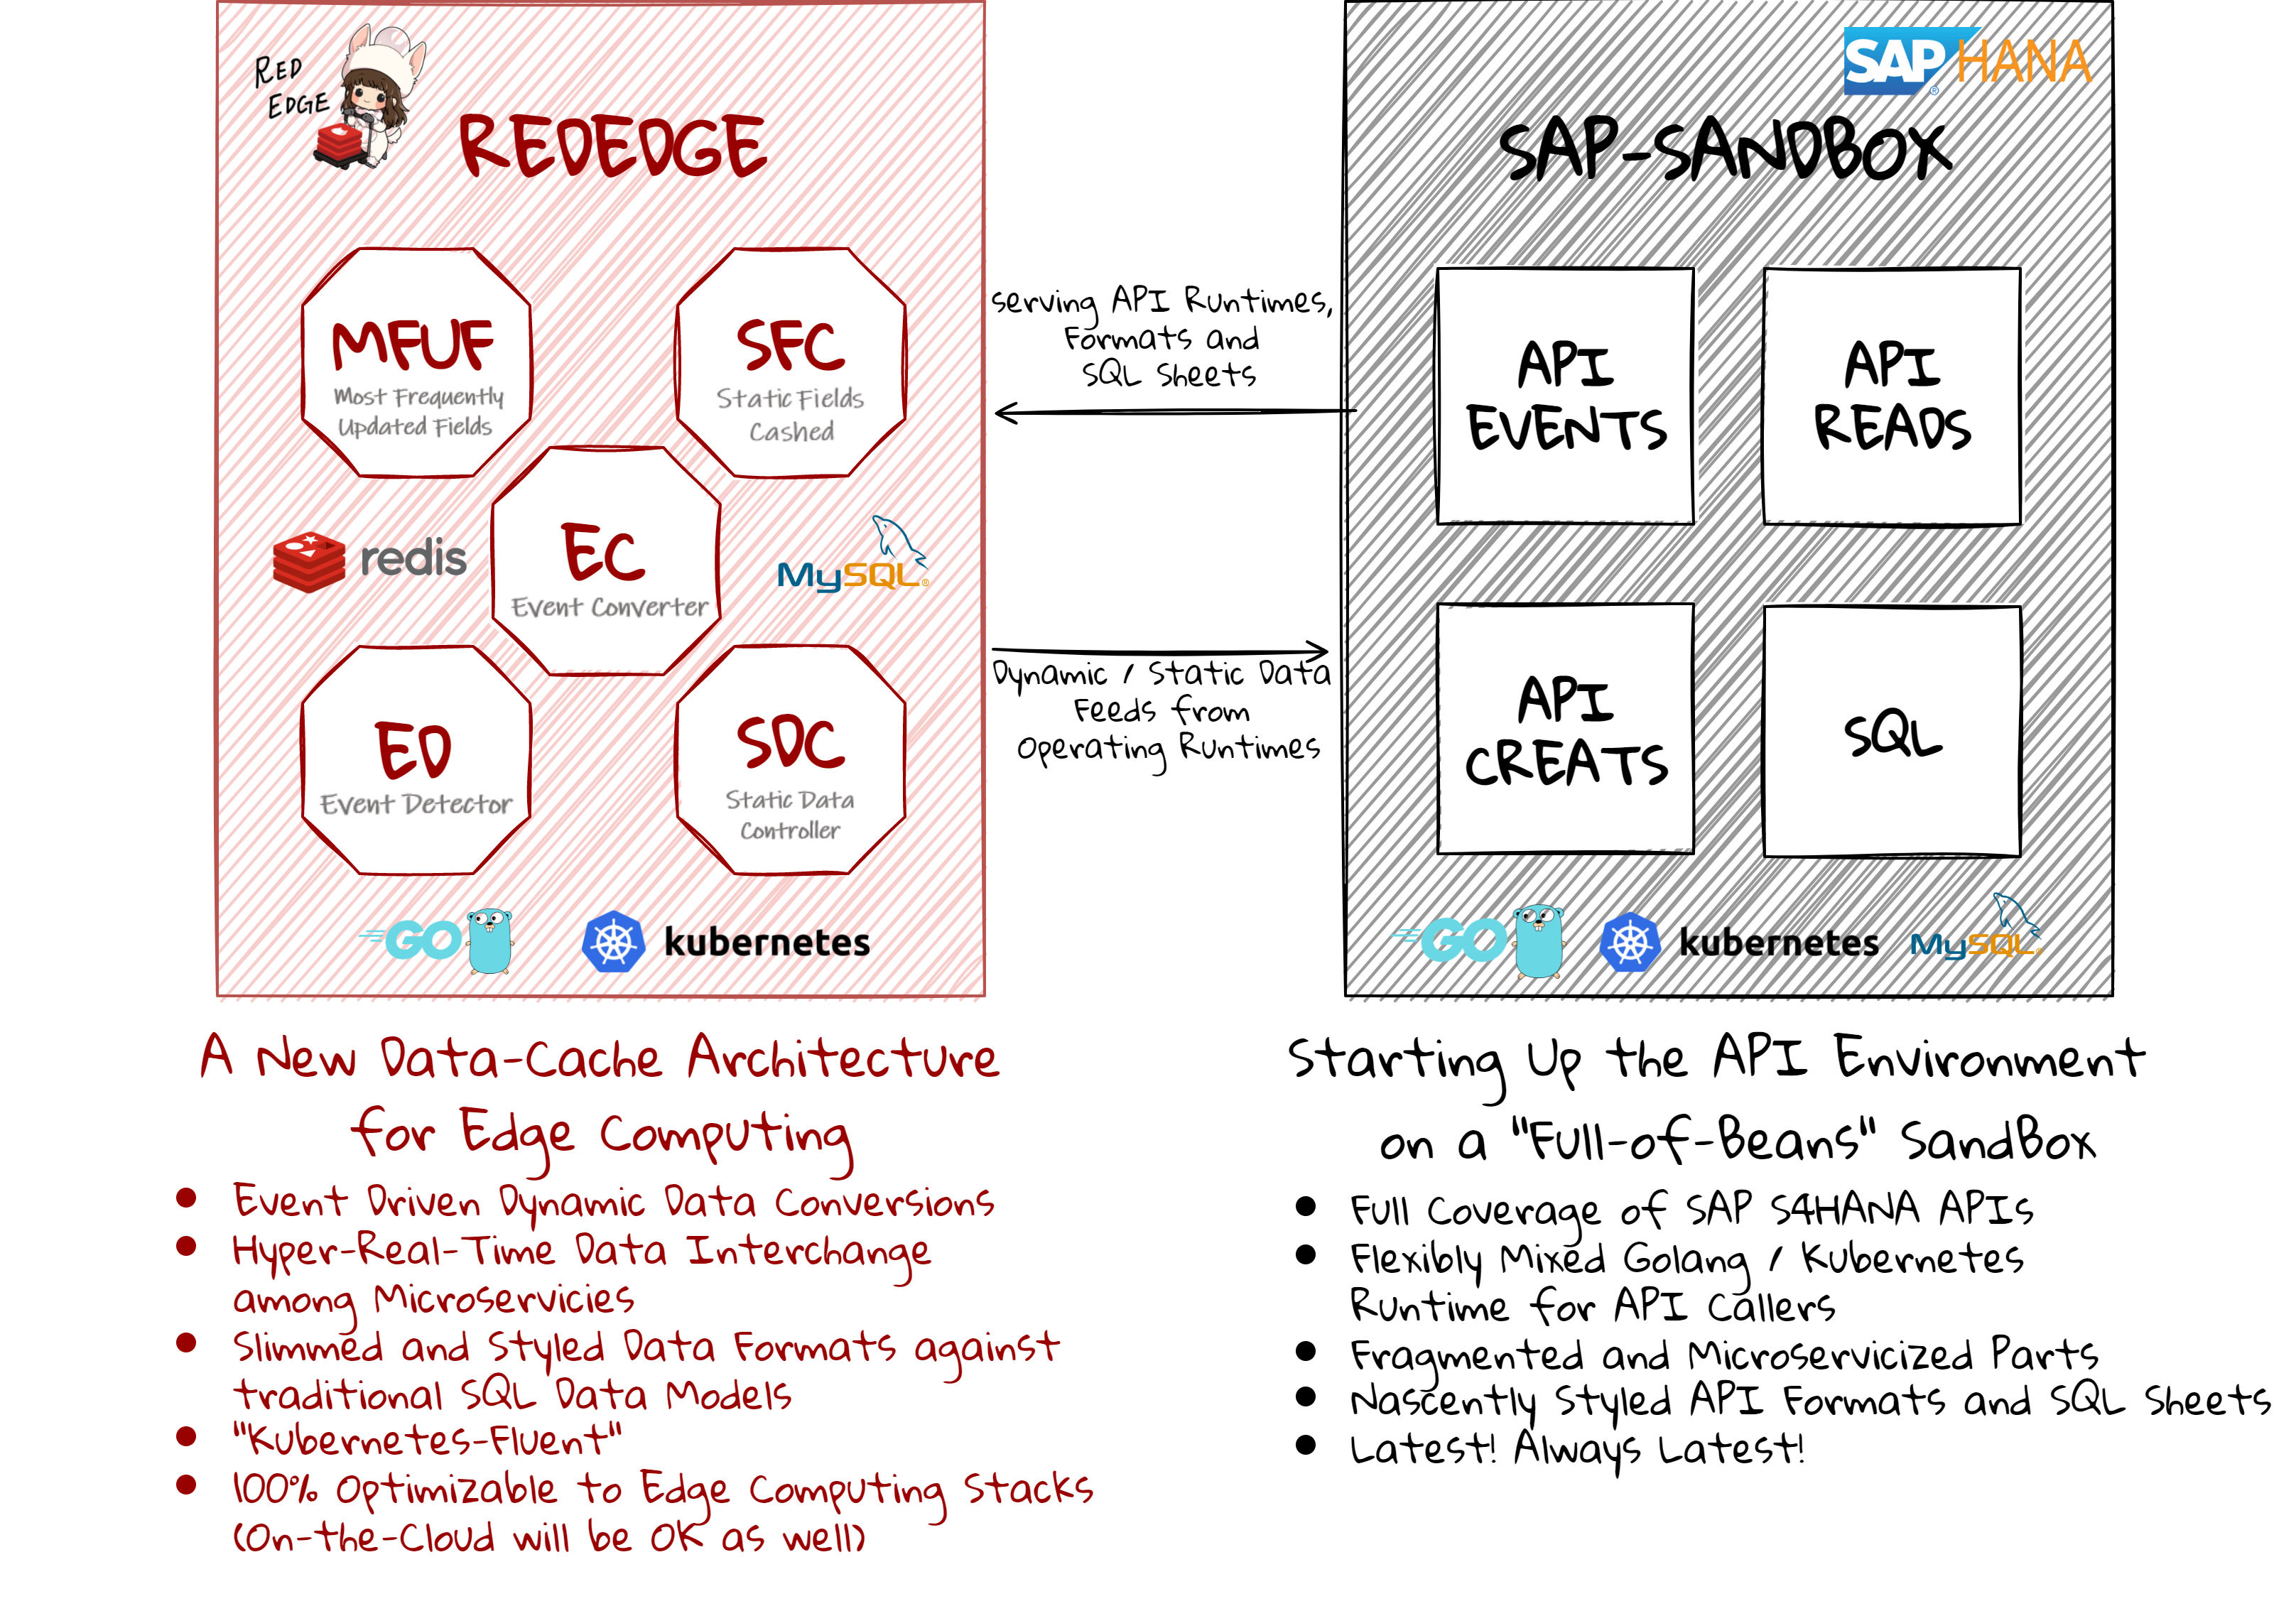 RED
EDGE
REDEDGE
MFUF
Most Frequently
Updated Fields
SFC
Static Fields
Cashed
redis
EC
Event Converter
MySQL®
ED
Event Detector
SDC
Static Data
Controller
GO
kubernetes
serving API Runtimes,
Formats and
SQL Sheets
Dynamic / Static Data
Feeds from
Operating Runtimes
SAP® HANA
SAP-SANDBOX
API
EVENTS
API
READS
API
CREATS
SQL
GO
kubernetes
MySQL®
A New Data-Cache Architecture
for Edge Computing
• Event Driven Dynamic Data Conversions
• Hyper-Real-Time Data Interchange
among Microservicies
• Slimmed and Styled Data Formats against
traditional SQL Data Models
• "Kubernetes-Fluent"
• 100% Optimizable to Edge Computing Stacks
(On-the-Cloud will be OK as well)
Starting Up the API Environment
on a "Full-of-Beans" SandBox
• Full Coverage of SAP S4HANA APIs
• Flexibly Mixed Golang / Kubernetes
Runtime for API Callers
• Fragmented and Microservicized Parts
• Nascently Styled API Formats and SQL Sheets
• Latest! Always Latest!